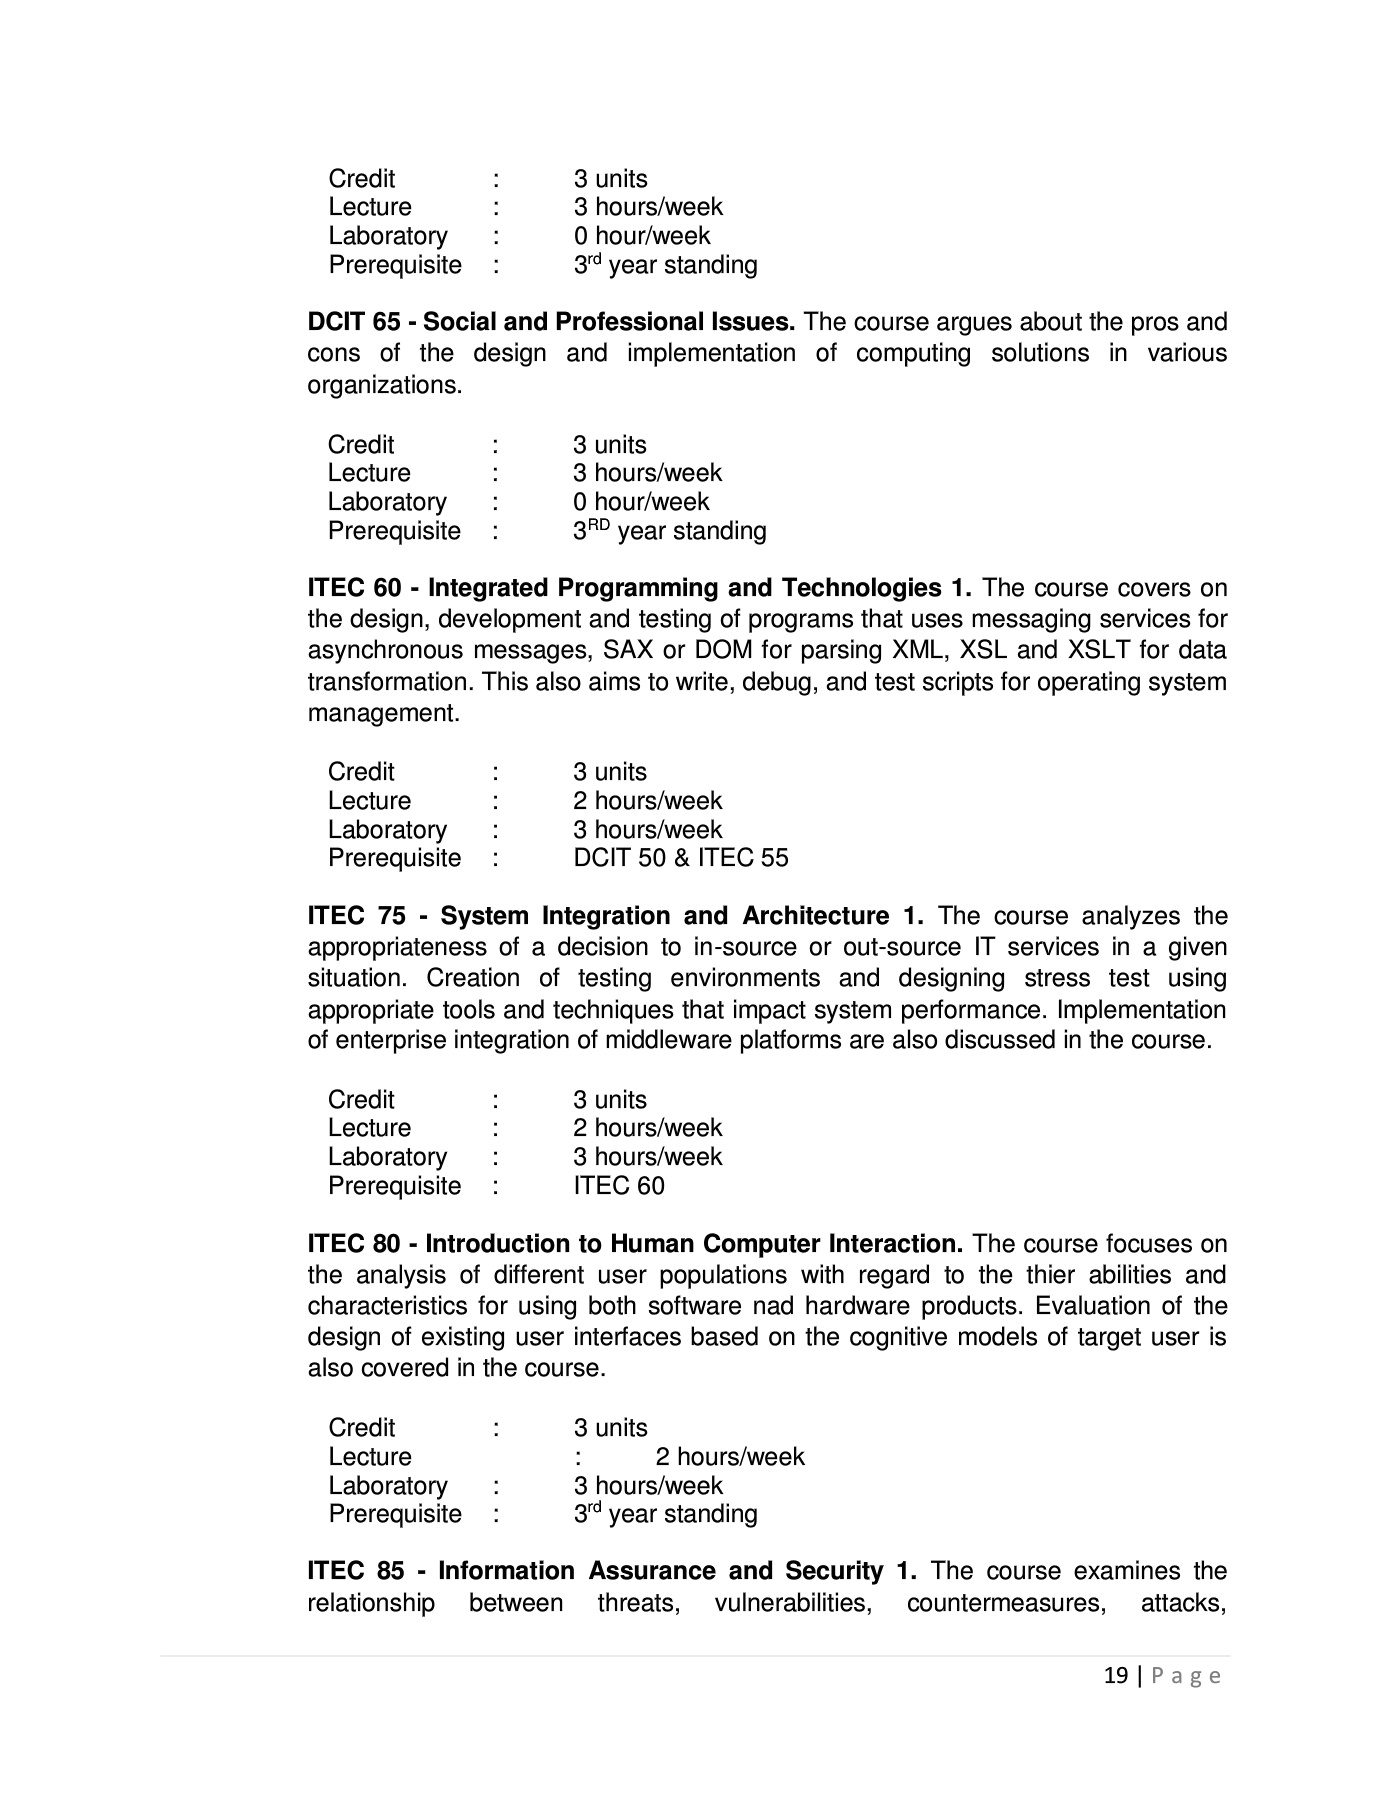 Credit : 3 units
Lecture : 3 hours/week
Laboratory : 0 hour/week
Prerequisite : 3rd year standing
DCIT 65 - Social and Professional Issues. The course argues about the pros and
cons of the design and implementation of computing solutions in various
organizations.
Credit : 3 units
Lecture : 3 hours/week
Laboratory : 0 hour/week
Prerequisite : 3RD year standing
ITEC 60 - Integrated Programming and Technologies 1. The course covers on
the design, development and testing of programs that uses messaging services for
asynchronous messages, SAX or DOM for parsing XML, XSL and XSLT for data
transformation. This also aims to write, debug, and test scripts for operating system
management.
Credit : 3 units
Lecture : 2 hours/week
Laboratory : 3 hours/week
Prerequisite : DCIT 50 & ITEC 55
ITEC 75 - System Integration and Architecture 1. The course analyzes the
appropriateness of a decision to in-source or out-source IT services in a given
situation. Creation of testing environments and designing stress test using
appropriate tools and techniques that impact system performance. Implementation
of enterprise integration of middleware platforms are also discussed in the course.
Credit : 3 units
Lecture : 2 hours/week
Laboratory : 3 hours/week
Prerequisite : ITEC 60
ITEC 80 - Introduction to Human Computer Interaction. The course focuses on
the analysis of different user populations with regard to the thier abilities and
characteristics for using both software nad hardware products. Evaluation of the
design of existing user interfaces based on the cognitive models of target user is
also covered in the course.
Credit : 3 units
Lecture : 2 hours/week
Laboratory : 3 hours/week
Prerequisite : 3rd year standing
ITEC 85 - Information Assurance and Security 1. The course examines the
relationship between threats, vulnerabilities, countermeasures, attacks,
19 | P a g e